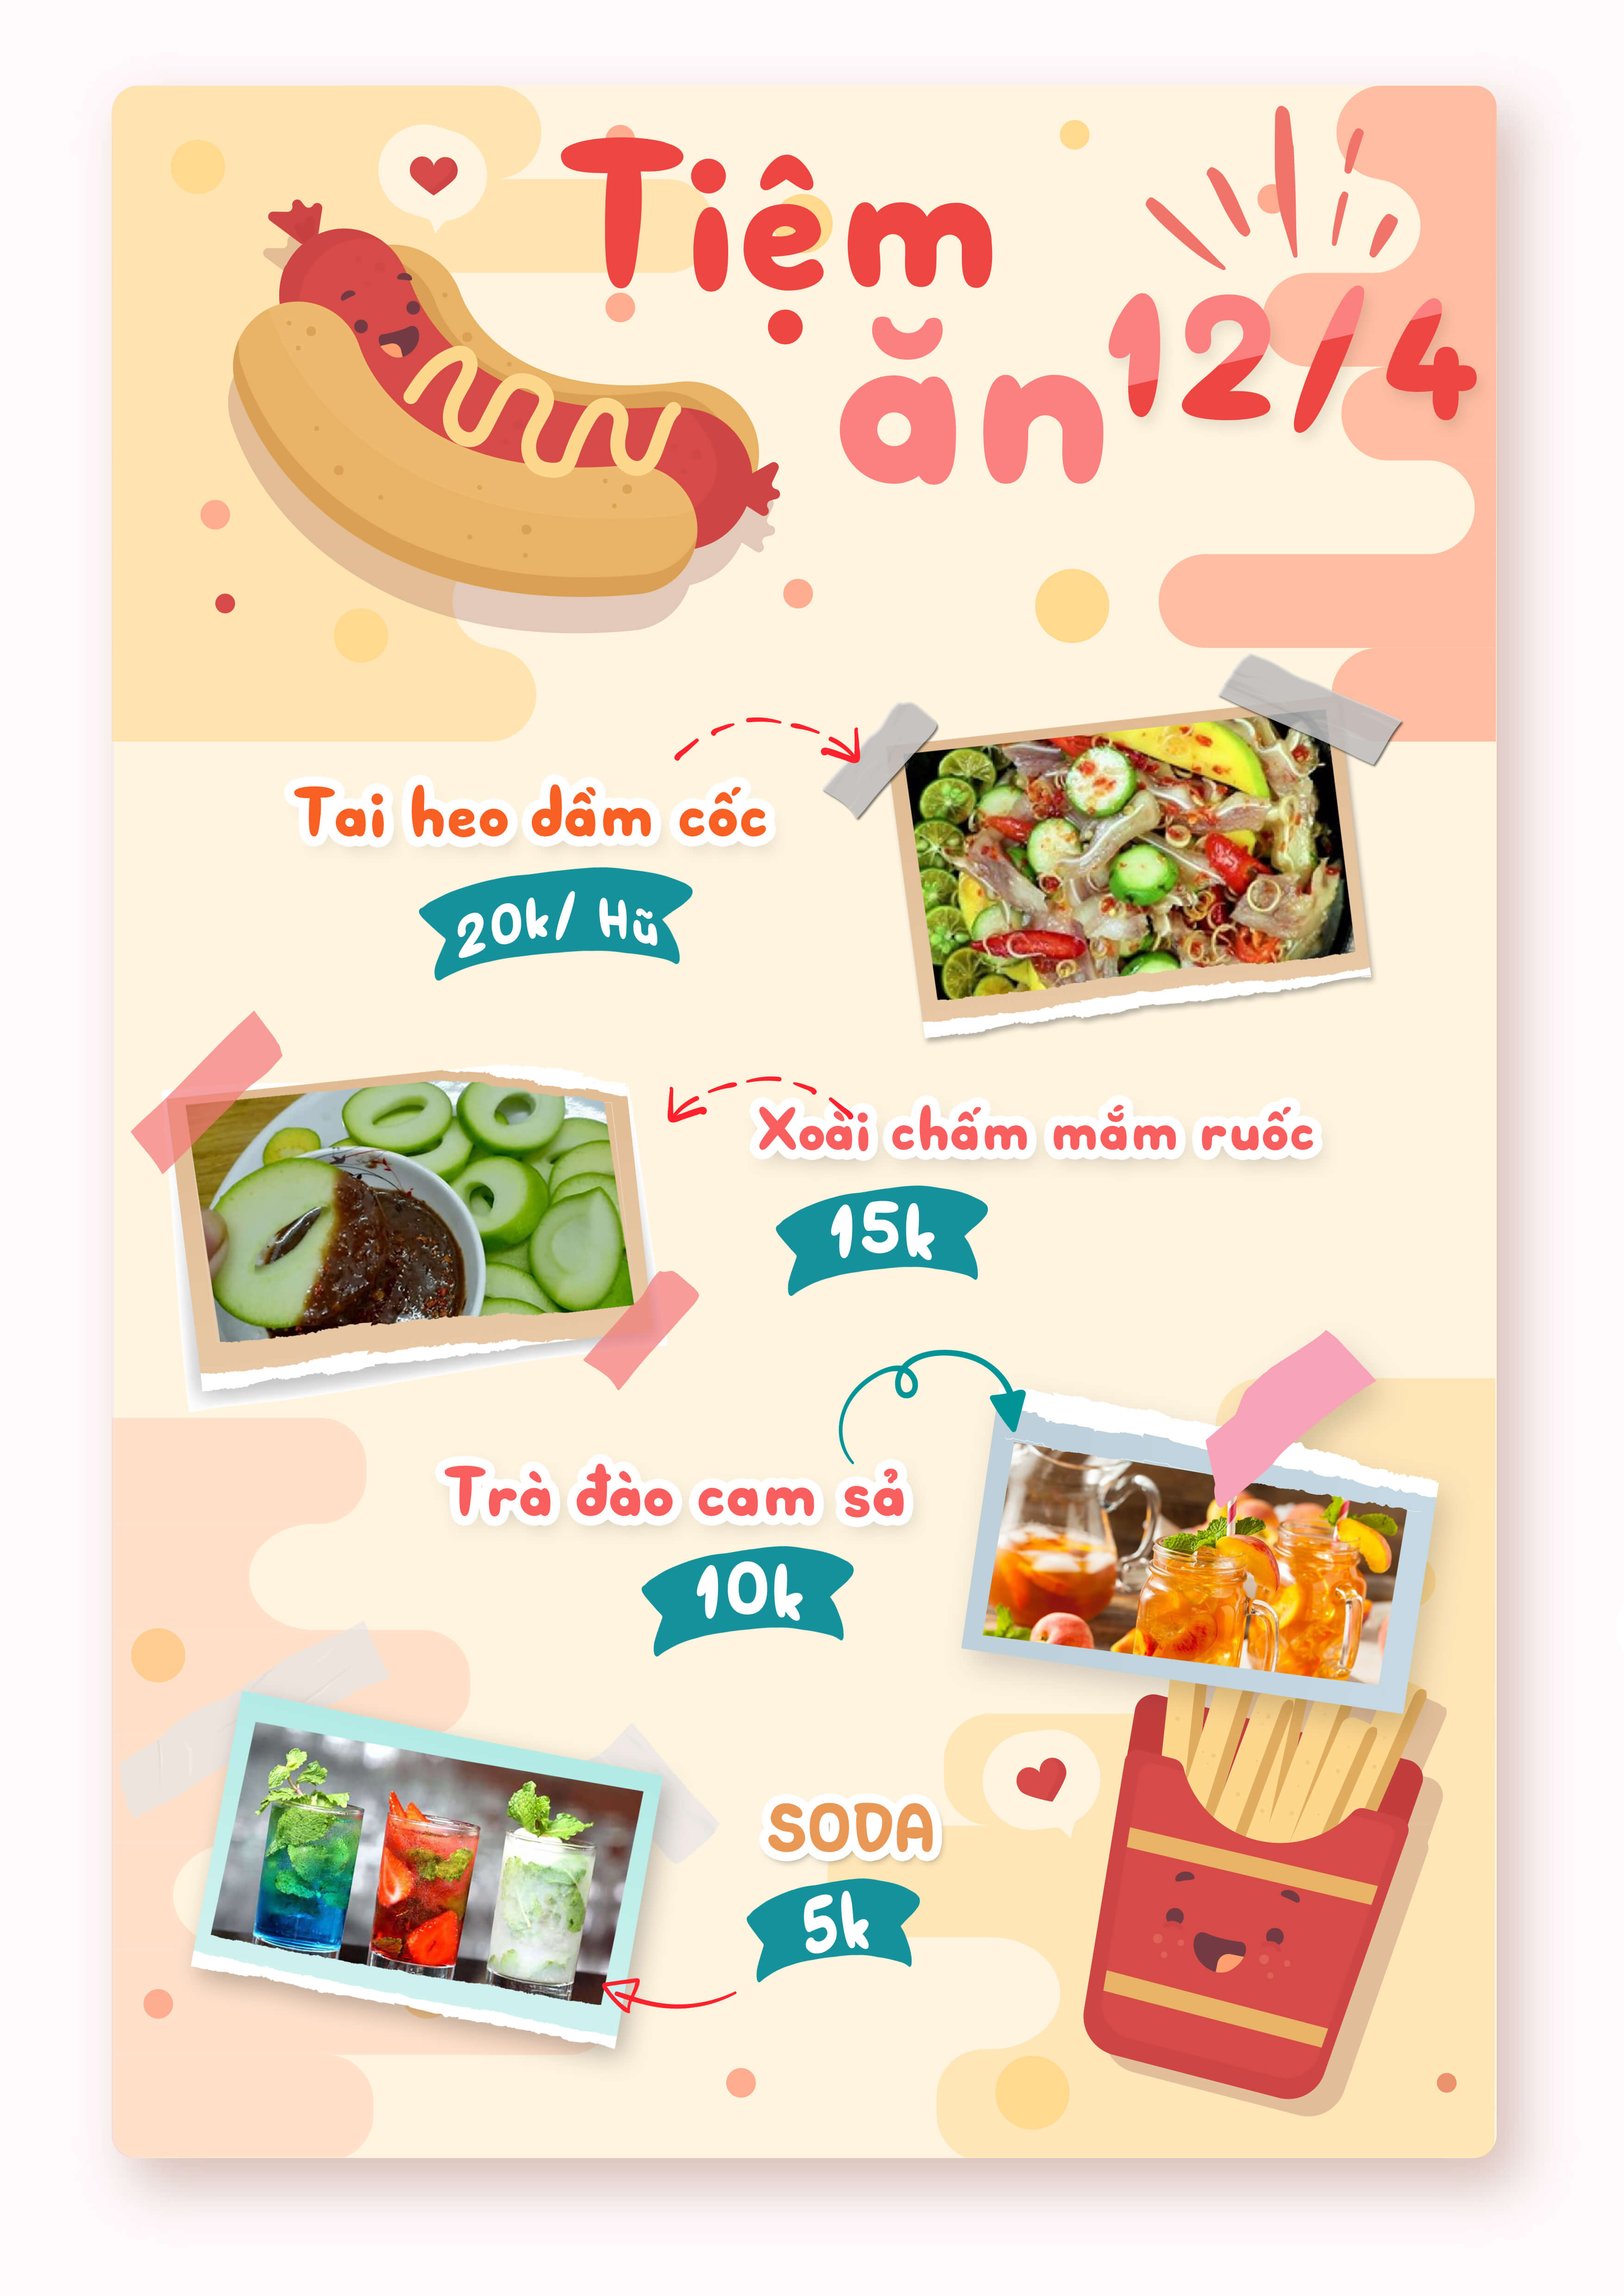 Tiệm
ăn 12/4
Tai heo dầm cốc
20k/ Hũ
Xoài chấm mắm ruốc
15k
Trà đào cam sả
10k
SODA
5k